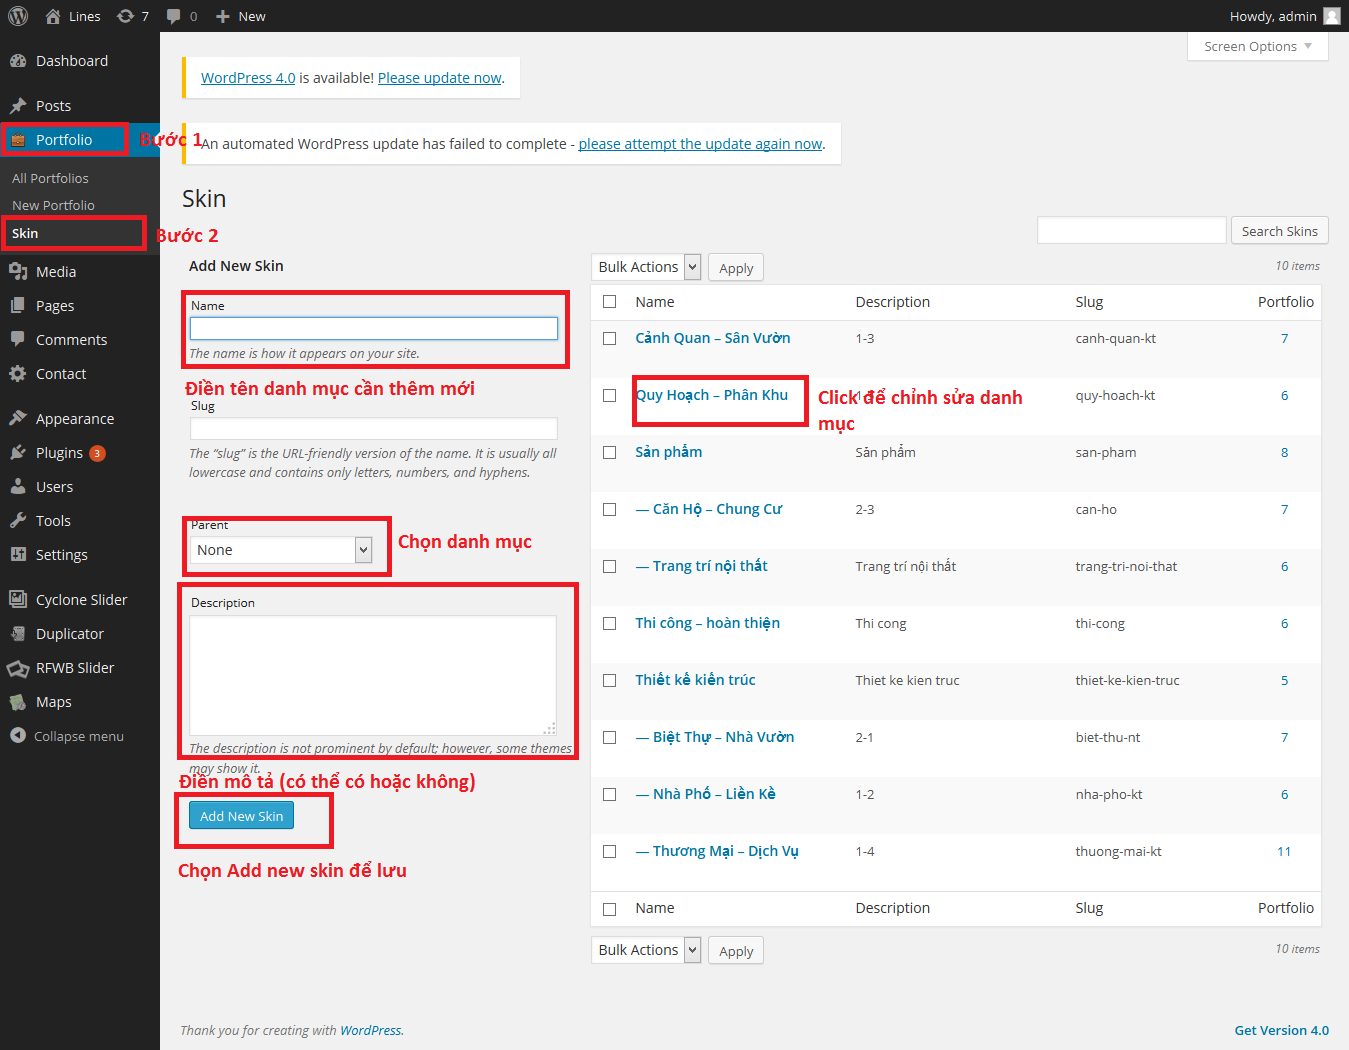 Lines 7 0 New Howdy, admin
Screen Options
Dashboard
Posts
Portfolio
All Portfolios
New Portfolio
Skin
Media
Pages
Comments
Contact
Appearance
Plugins 3
Users
Tools
Settings
Cyclone Slider
Duplicator
RFWB Slider
Maps
Collapse menu
Bước 1
Bước 2
WordPress 4.0 is available! Please update now.
An automated WordPress update has failed to complete - please attempt the update again now.
Skin
Search Skins
Add New Skin
Name
The name is how it appears on your site.
Điền tên danh mục cần thêm mới
Slug
The “slug” is the URL-friendly version of the name. It is usually all
lowercase and contains only letters, numbers, and hyphens.
Parent
None
Chọn danh mục
Description
The description is not prominent by default; however, some themes
may show it.
Điền mô tả (có thể có hoặc không)
Add New Skin
Chọn Add new skin để lưu
Bulk Actions Apply 10 items
Name Description Slug Portfolio
Cảnh Quan – Sân Vườn 1-3 canh-quan-kt 7
Quy Hoạch – Phân Khu quy-hoach-kt 6
Click để chỉnh sửa danh
mục
Sản phẩm Sản phẩm san-pham 8
— Căn Hộ – Chung Cư 2-3 can-ho 7
— Trang trí nội thất Trang trí nội thất trang-tri-noi-that 6
Thi công – hoàn thiện Thi cong thi-cong 6
Thiết kế kiến trúc Thiet ke kien truc thiet-ke-kien-truc 5
— Biệt Thự – Nhà Vườn 2-1 biet-thu-nt 7
— Nhà Phố – Liền Kề 1-2 nha-pho-kt 6
— Thương Mại – Dịch Vụ 1-4 thuong-mai-kt 11
Name Description Slug Portfolio
Bulk Actions Apply 10 items
Thank you for creating with WordPress.
Get Version 4.0